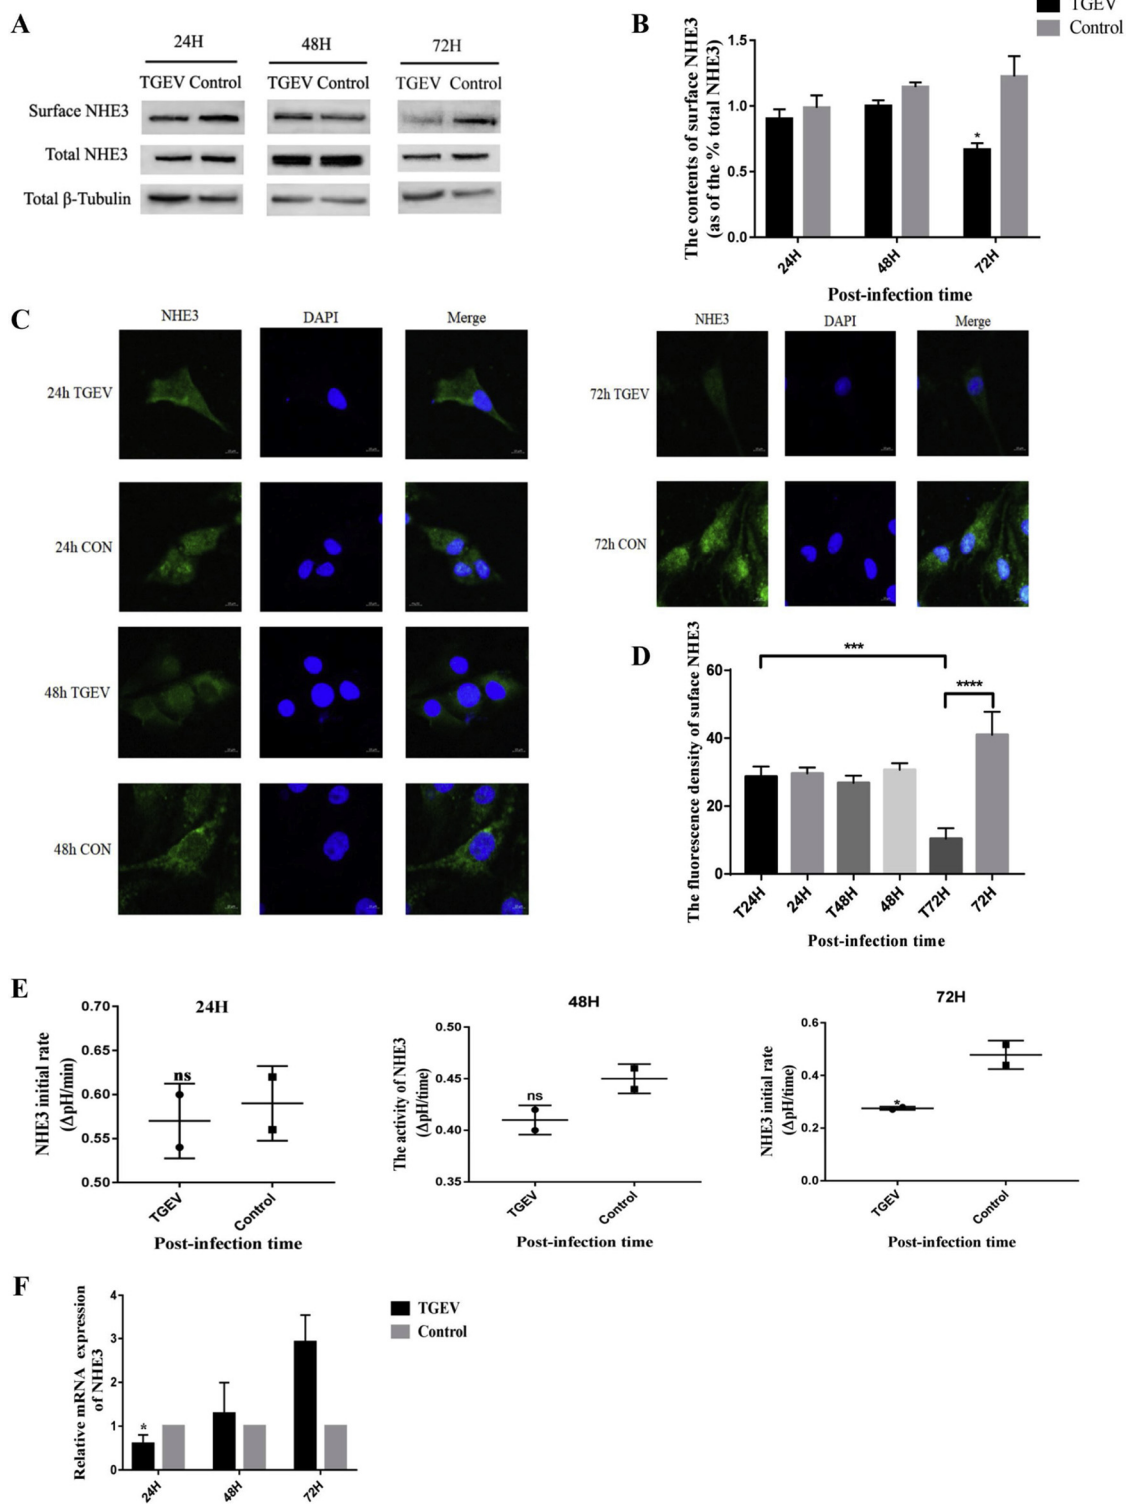 A
24H
48H
72H
TGEV Control
TGEV Control
TGEV Control
Surface NHE3
Total NHE3
Total β-Tubulin
B
TGEV
Control
The contents of surface NHE3
(as of the % total NHE3)
1.5
1.0
0.5
0.0
*
24H
48H
72H
Post-infection time
C
NHE3
DAPI
Merge
24h TGEV
24h CON
48h TGEV
48h CON
NHE3
DAPI
Merge
72h TGEV
72h CON
D
The fluorescence density of suface NHE3
60
40
20
0
***
****
T24H
24H
T48H
48H
T72H
72H
Post-infection time
E
24H
NHE3 initial rate
(ΔpH/min)
0.70
0.65
0.60
0.55
0.50
ns
TGEV
Control
Post-infection time
48H
The activity of NHE3
(ΔpH/time)
0.50
0.45
0.40
0.35
ns
TGEV
Control
Post-infection time
72H
NHE3 initial rate
(ΔpH/time)
0.6
0.4
0.2
0.0
*
TGEV
Control
Post-infection time
F
Relative mRNA expression
of NHE3
4
3
2
1
0
*
24H
48H
72H
TGEV
Control